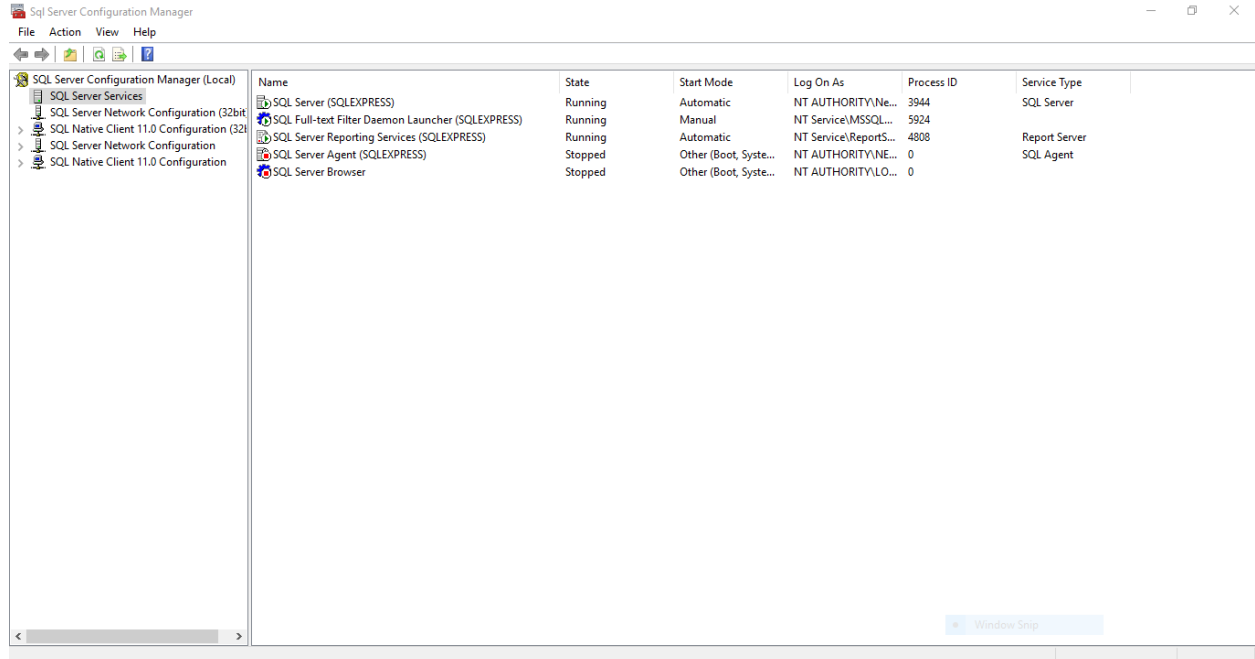 Sql Server Configuration Manager
File Action View Help
SQL Server Configuration Manager (Local)
SQL Server Services
SQL Server Network Configuration (32bit
SQL Native Client 11.0 Configuration (32b
SQL Server Network Configuration
SQL Native Client 11.0 Configuration
Name State Start Mode Log On As Process ID Service Type
SQL Server (SQLEXPRESS) Running Automatic NT AUTHORITY\Ne... 3944 SQL Server
SQL Full-text Filter Daemon Launcher (SQLEXPRESS) Running Manual NT Service\MSSQL... 5924
SQL Server Reporting Services (SQLEXPRESS) Running Automatic NT Service\ReportS... 4808 Report Server
SQL Server Agent (SQLEXPRESS) Stopped Other (Boot, Syste... NT AUTHORITY\NE... 0 SQL Agent
SQL Server Browser Stopped Other (Boot, Syste... NT AUTHORITY\LO... 0
Window Snip